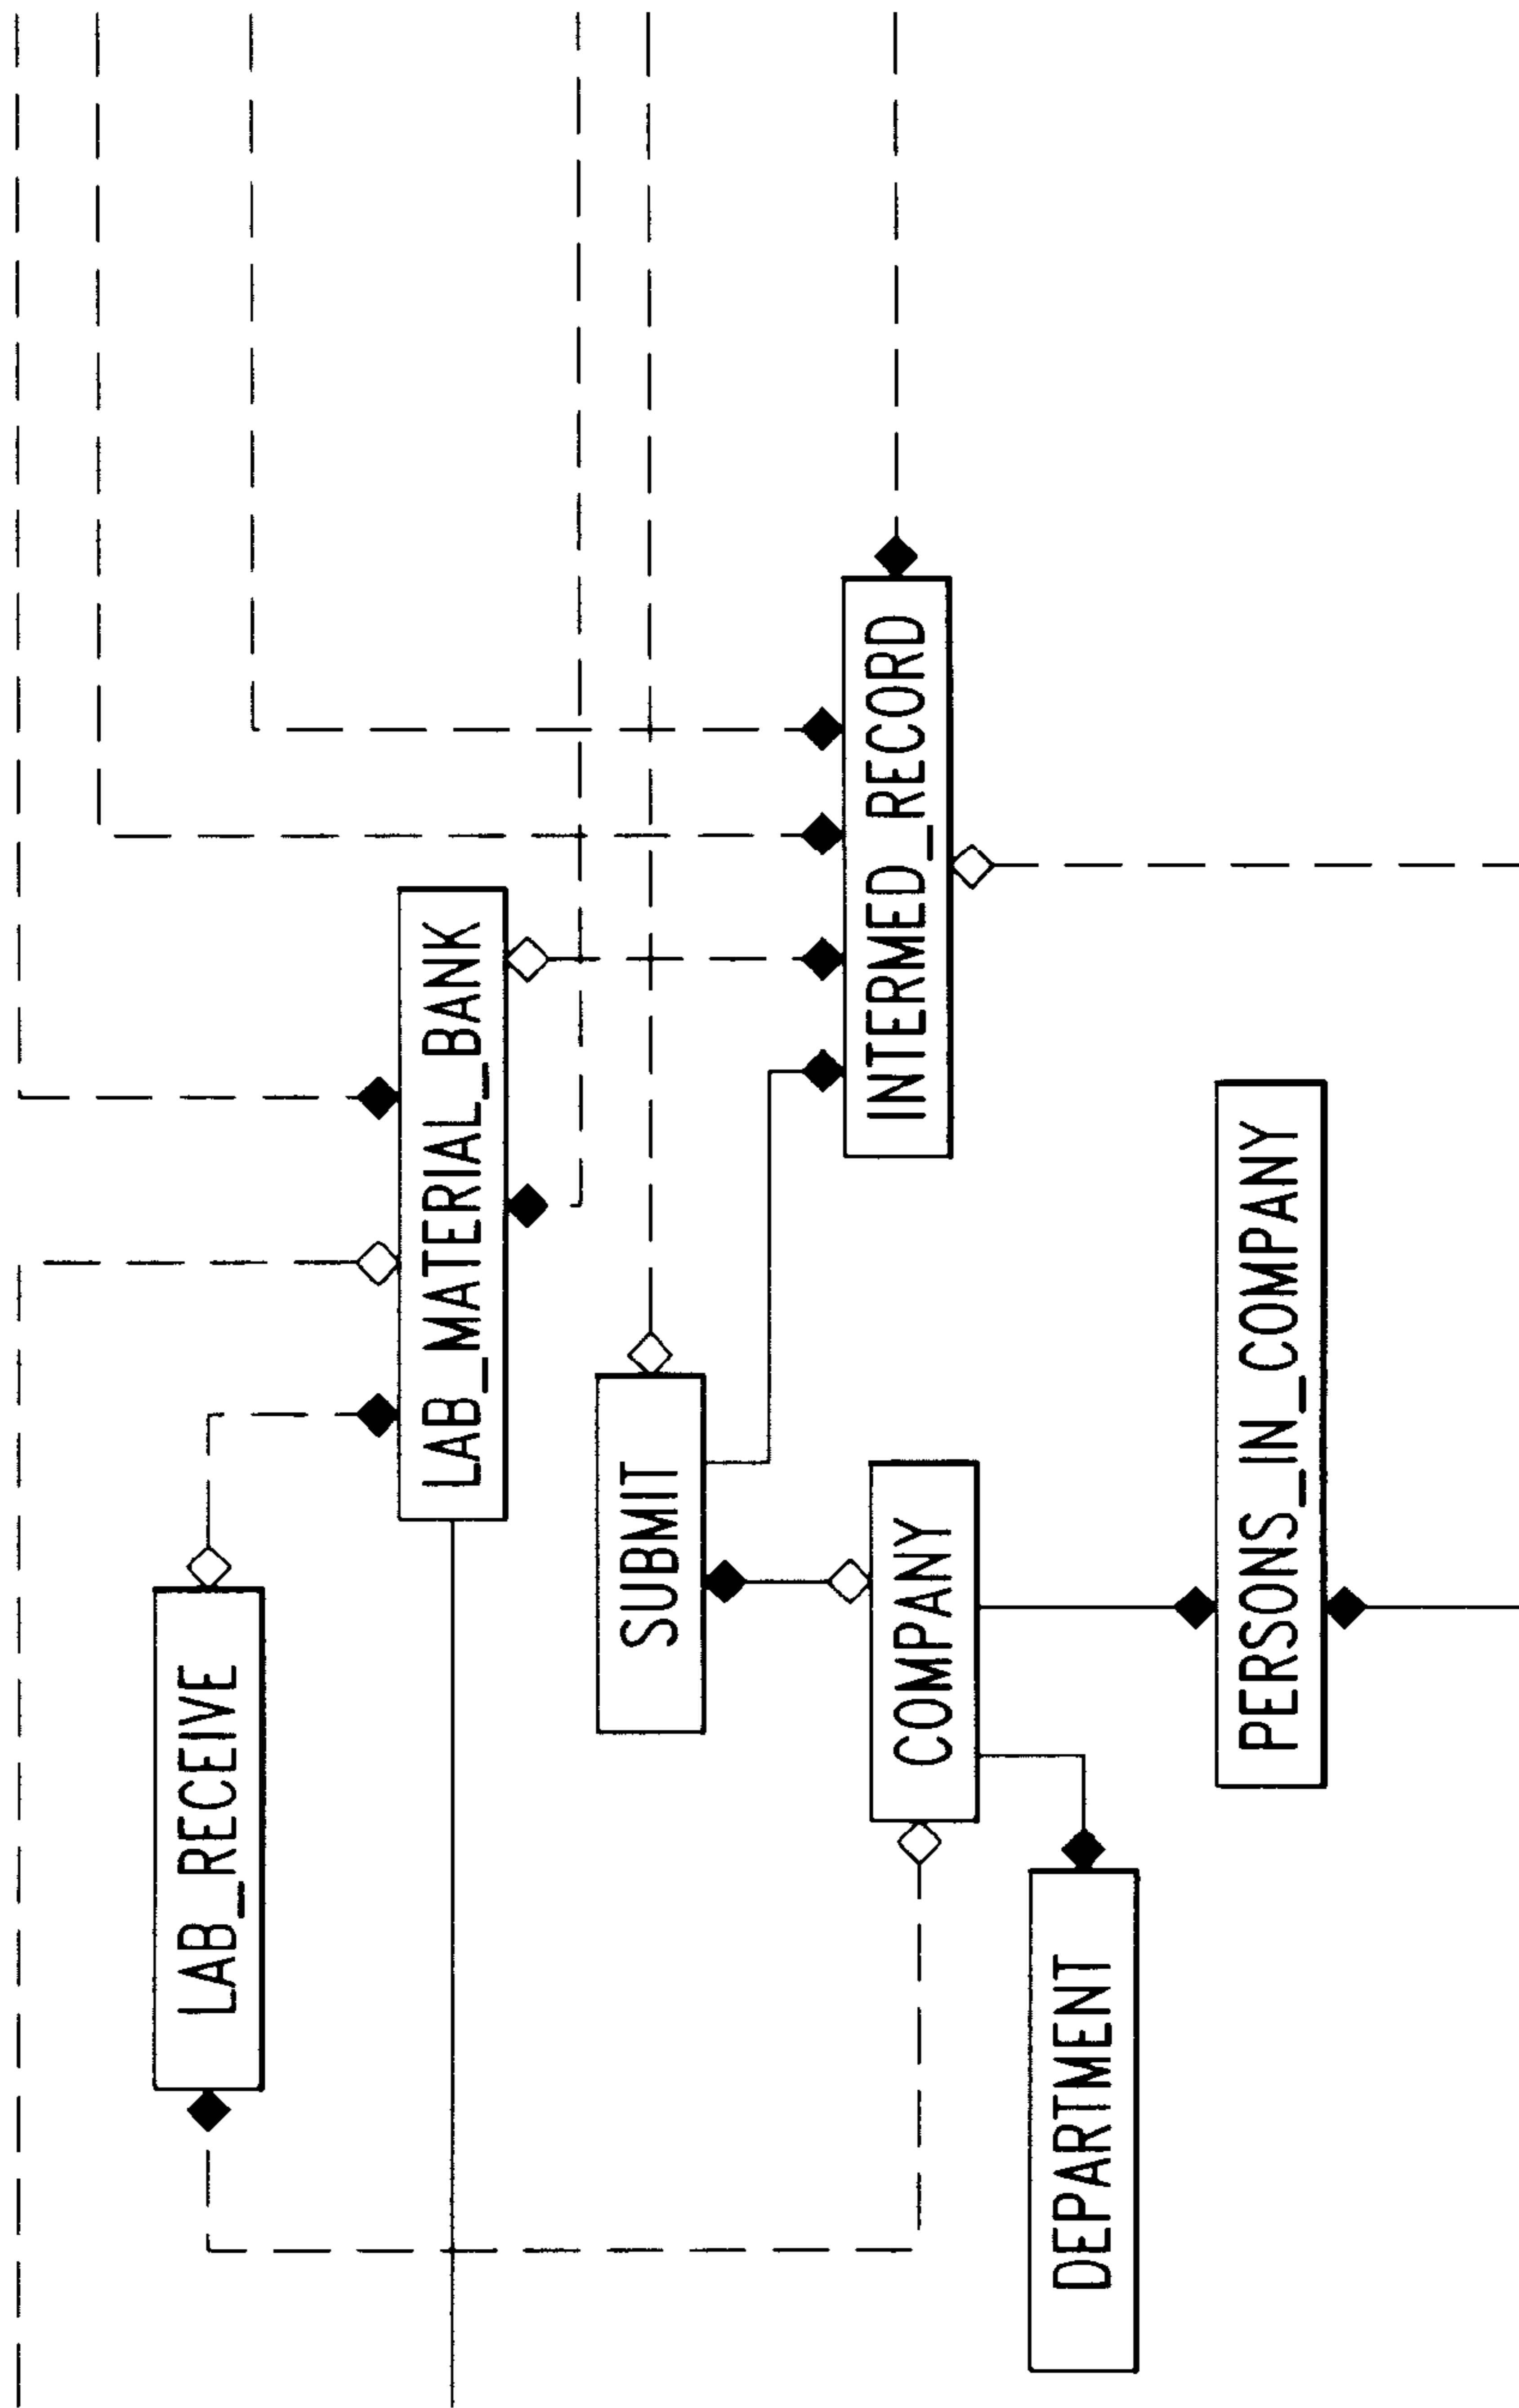 LAB_RECEIVE
LAB_MATERIAL_BANK
SUBMIT
INTERMED_RECORD
COMPANY
DEPARTMENT
PERSONS_IN_COMPANY